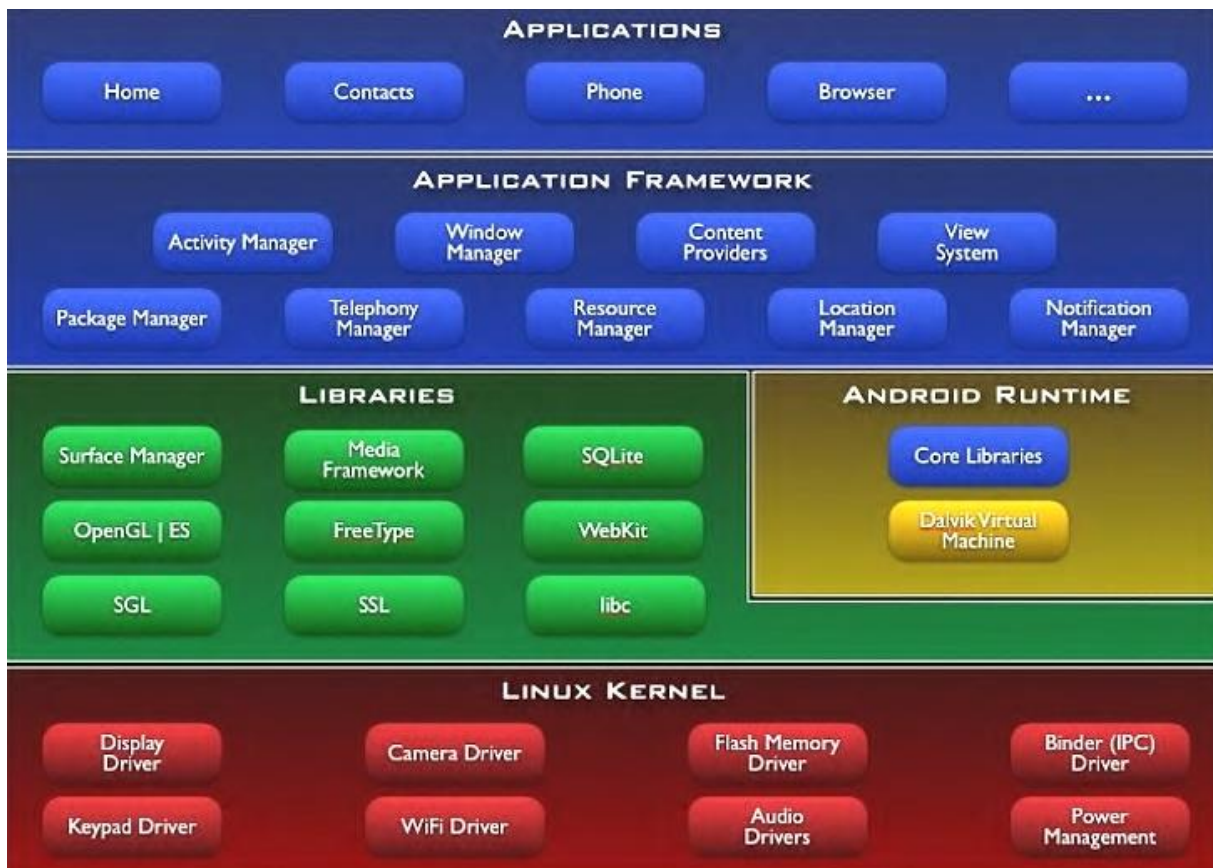 APPLICATIONS
Home
Contacts
Phone
Browser
...
APPLICATION FRAMEWORK
Activity Manager
Window
Manager
Content
Providers
View
System
Package Manager
Telephony
Manager
Resource
Manager
Location
Manager
Notification
Manager
LIBRARIES
Surface Manager
Media
Framework
SQLite
OpenGL | ES
FreeType
WebKit
SGL
SSL
libc
ANDROID RUNTIME
Core Libraries
Dalvik Virtual
Machine
LINUX KERNEL
Display
Driver
Camera Driver
Flash Memory
Driver
Binder (IPC)
Driver
Keypad Driver
WiFi Driver
Audio
Drivers
Power
Management